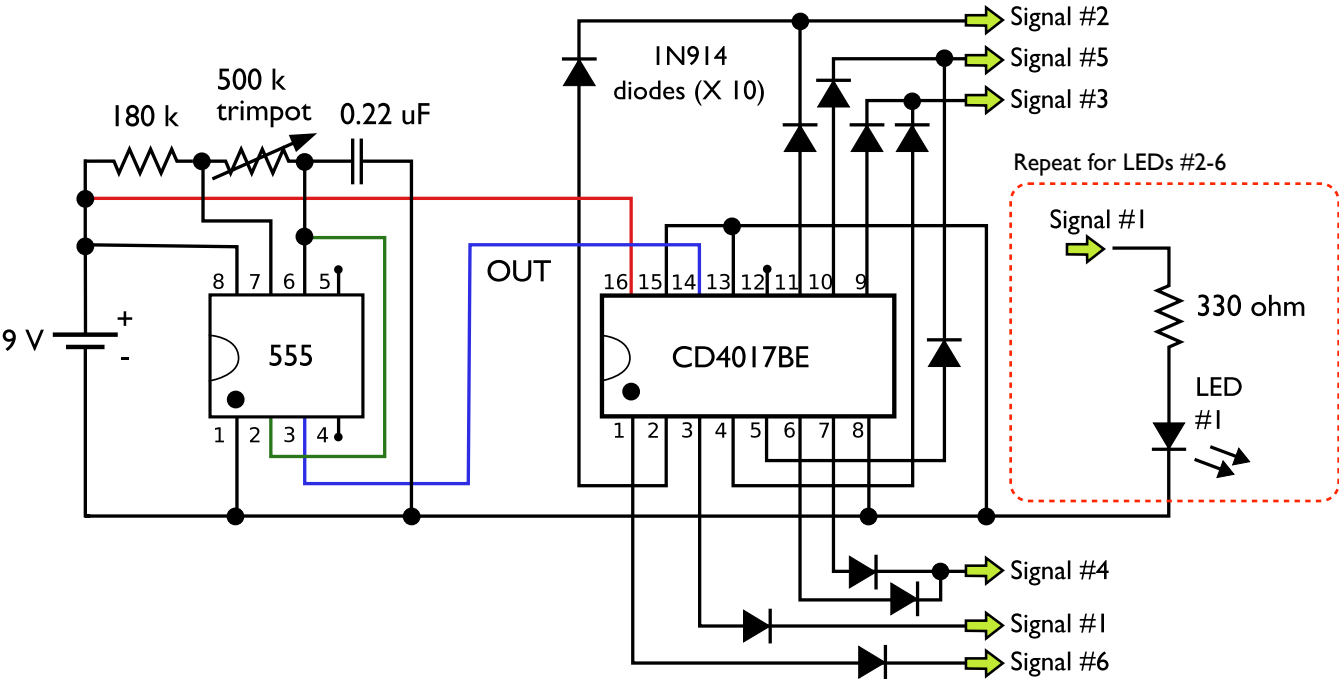 Signal #2
1N914
diodes (X 10)
Signal #5
Signal #3
500 k
trimpot
180 k
0.22 uF
Repeat for LEDs #2-6
Signal #1
330 ohm
LED
#1
OUT
8 7 6 5
16 15 14 13 12 11 10 9
9 V
+
-
555
CD4017BE
1 2 3 4
1 2 3 4 5 6 7 8
Signal #4
Signal #1
Signal #6